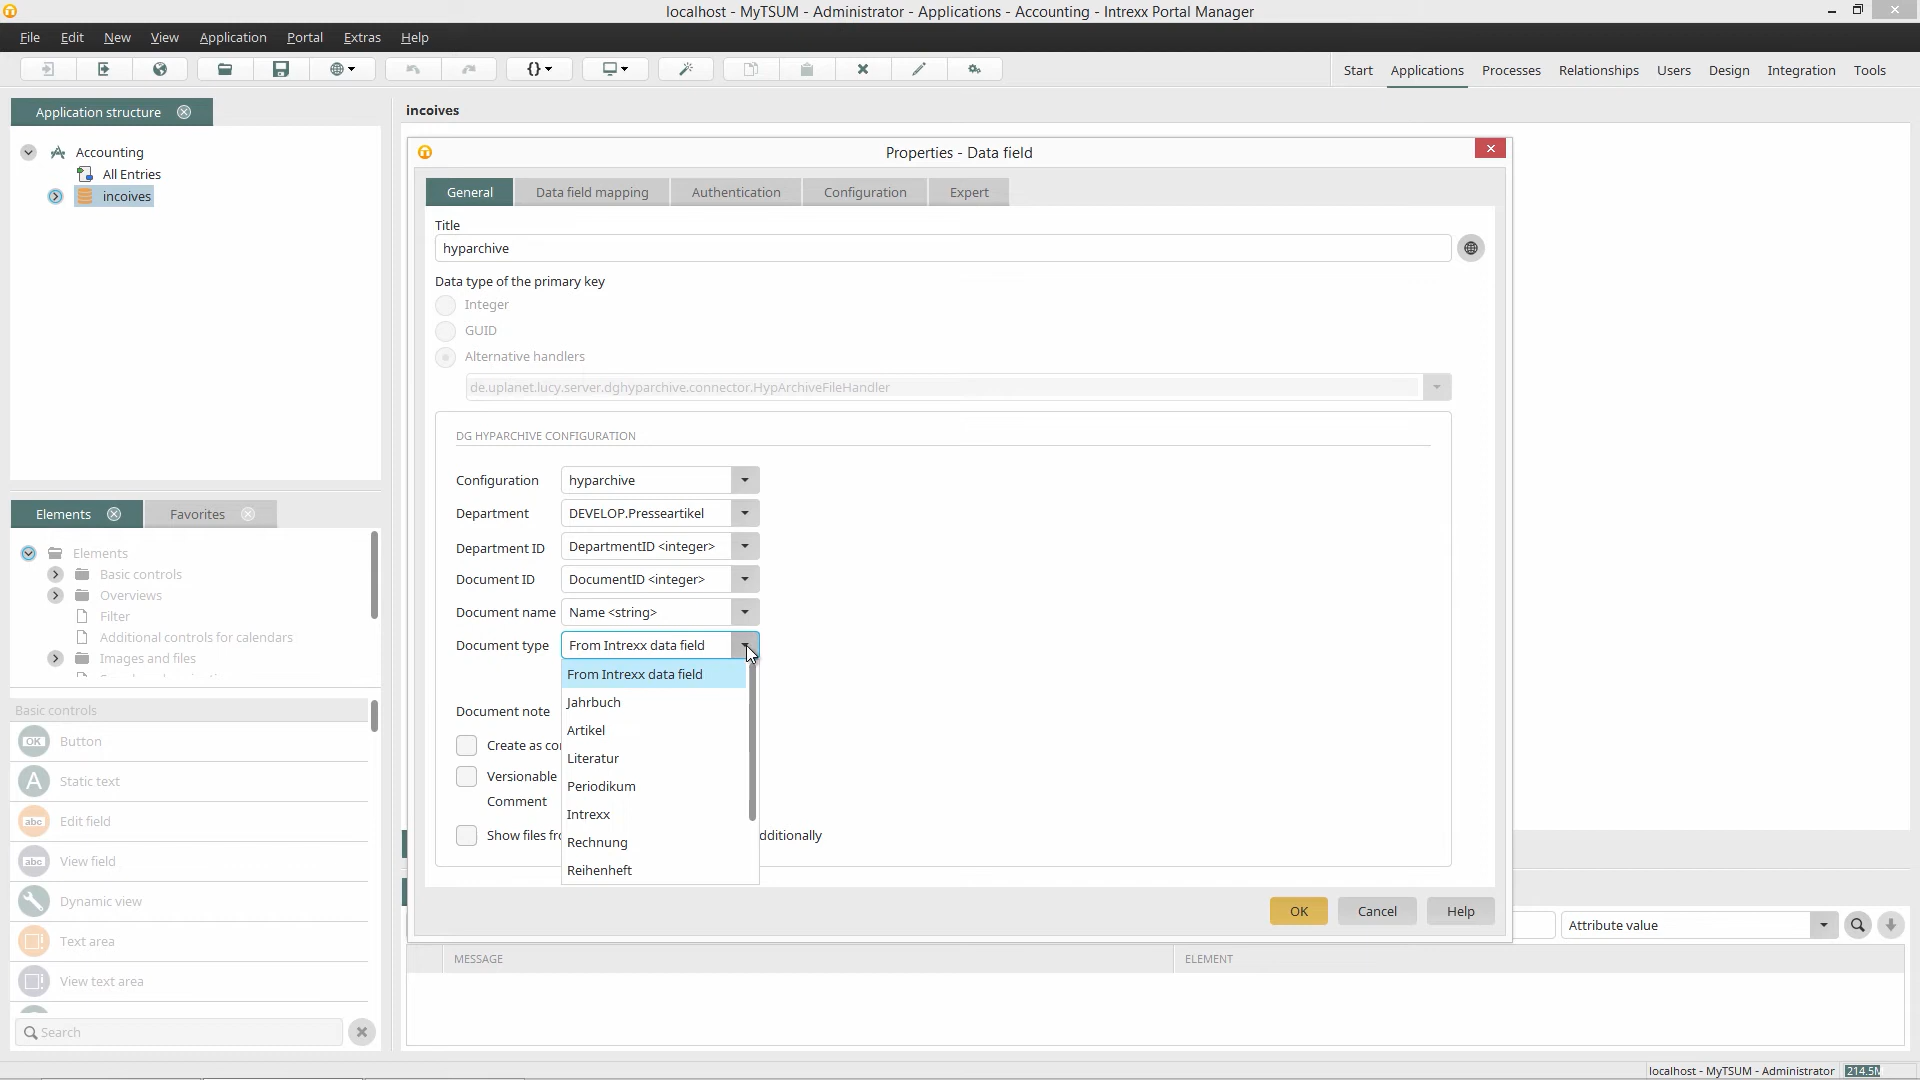 localhost - MyTSUM - Administrator - Applications - Accounting - Intrexx Portal Manager
File Edit New View Application Portal Extras Help
{} Start Applications Processes Relationships Users Design Integration Tools
Application structure
incoives
Accounting
All Entries
incoives
Properties - Data field
General Data field mapping Authentication Configuration Expert
Title
hyparchive
Data type of the primary key
Integer
GUID
Alternative handlers
de.uplanet.lucy.server.dghyparchive.connector.HypArchiveFileHandler
DG HYPARCHIVE CONFIGURATION
Configuration hyparchive
Department DEVELOP.Presseartikel
Department ID DepartmentID <integer>
Document ID DocumentID <integer>
Document name Name <string>
Document type From Intrexx data field
From Intrexx data field
Jahrbuch
Artikel
Literatur
Periodikum
Intrexx
Rechnung
Reihenheft
Document note
Create as
Versionable
Comment
Show files
OK Cancel Help
Elements Favorites
Elements
Basic controls
Overviews
Filter
Additional controls for calendars
Images and files
Basic controls
OK Button
A Static text
abc Edit field
abc View field
Dynamic view
Text area
View text area
Search
Attribute value
MESSAGE ELEMENT
localhost - MyTSUM - Administrator